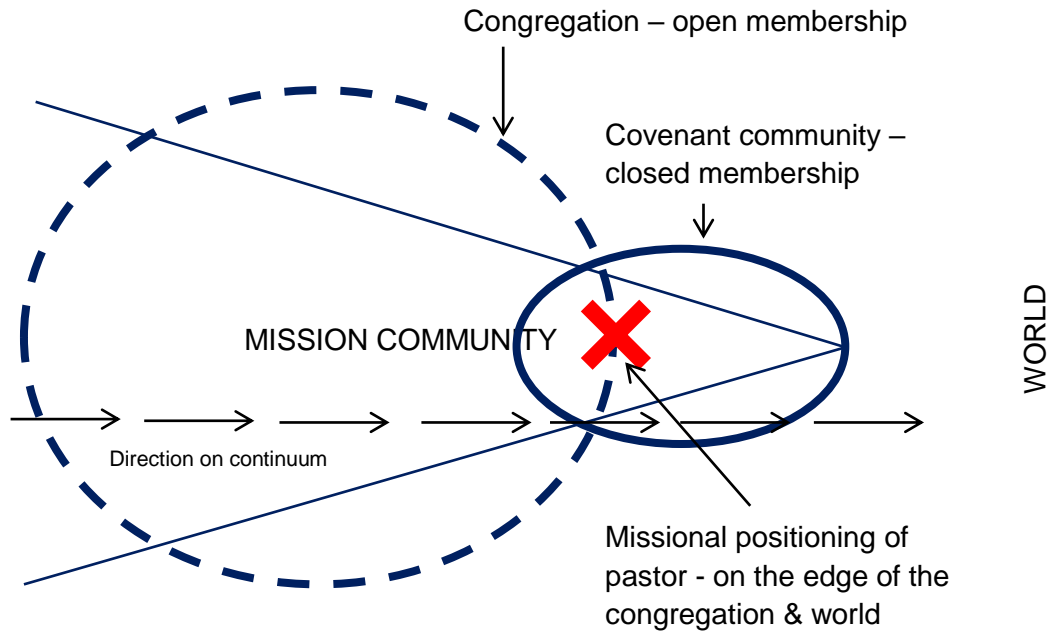 Congregation – open membership
Covenant community –
closed membership
WORLD
MISSION COMMUNITY
Direction on continuum
Missional positioning of
pastor - on the edge of the
congregation & world